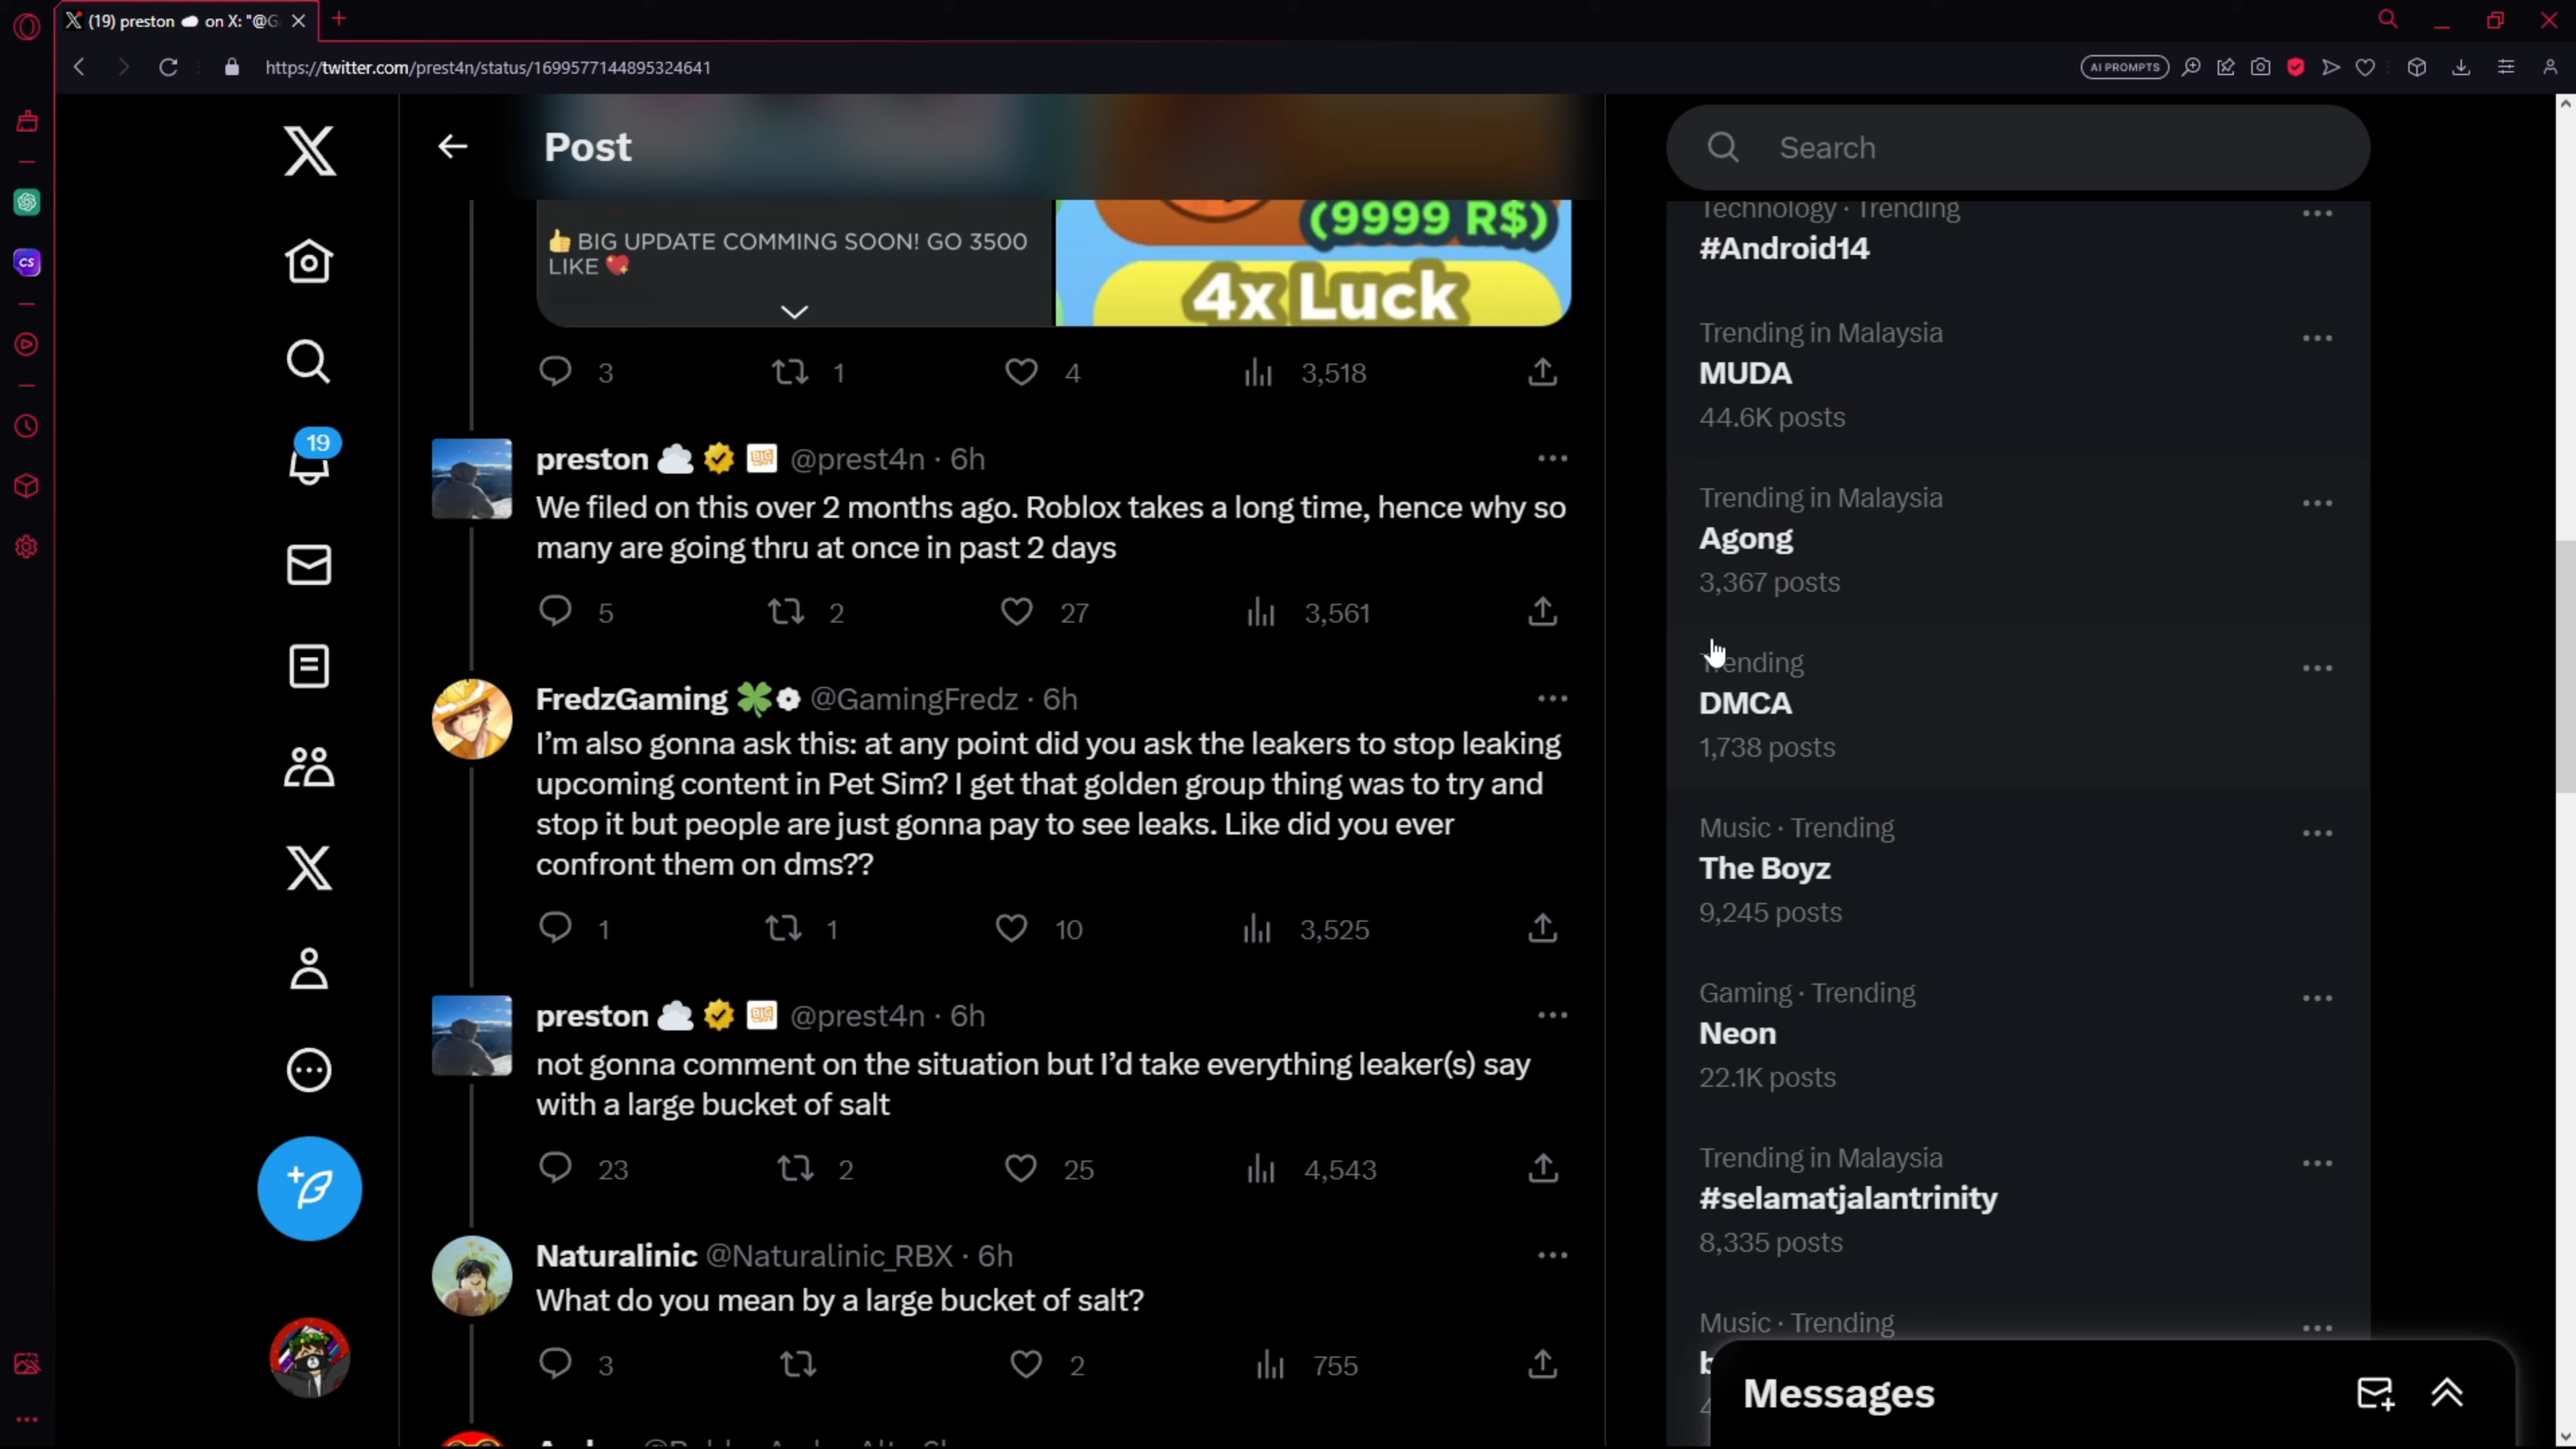 (19) preston on X: "@G
https://twitter.com/prest4n/status/1699577144895324641
AI PROMPTS
CS
Post
Search
👍 BIG UPDATE COMMING SOON! GO 3500
LIKE 💖
(9999 R$)
4x Luck
3 1 4 3,518
preston ☁️ BIG @prest4n · 6h
We filed on this over 2 months ago. Roblox takes a long time, hence why so
many are going thru at once in past 2 days
5 2 27 3,561
FredzGaming 🍀 @GamingFredz · 6h
I'm also gonna ask this: at any point did you ask the leakers to stop leaking
upcoming content in Pet Sim? I get that golden group thing was to try and
stop it but people are just gonna pay to see leaks. Like did you ever
confront them on dms??
1 1 10 3,525
preston ☁️ BIG @prest4n · 6h
not gonna comment on the situation but I'd take everything leaker(s) say
with a large bucket of salt
23 2 25 4,543
Naturalinic @Naturalinic_RBX · 6h
What do you mean by a large bucket of salt?
3 2 755
19
Technology · Trending
#Android14
Trending in Malaysia
MUDA
44.6K posts
Trending in Malaysia
Agong
3,367 posts
Trending
DMCA
1,738 posts
Music · Trending
The Boyz
9,245 posts
Gaming · Trending
Neon
22.1K posts
Trending in Malaysia
#selamatjalantrinity
8,335 posts
Music · Trending
Messages